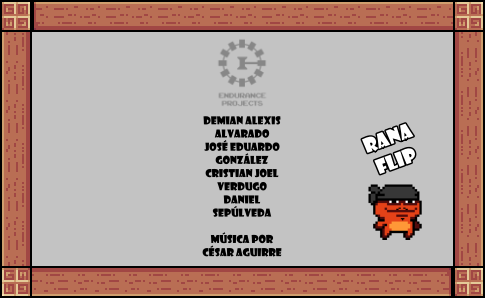 ENDURANCE
PROJECTS
DEMIAN ALEXIS
ALVARADO
JOSÉ EDUARDO
GONZÁLEZ
CRISTIAN JOEL
VERDUGO
DANIEL
SEPÚLVEDA
MÚSICA POR
CÉSAR AGUIRRE
RANA
FLIP